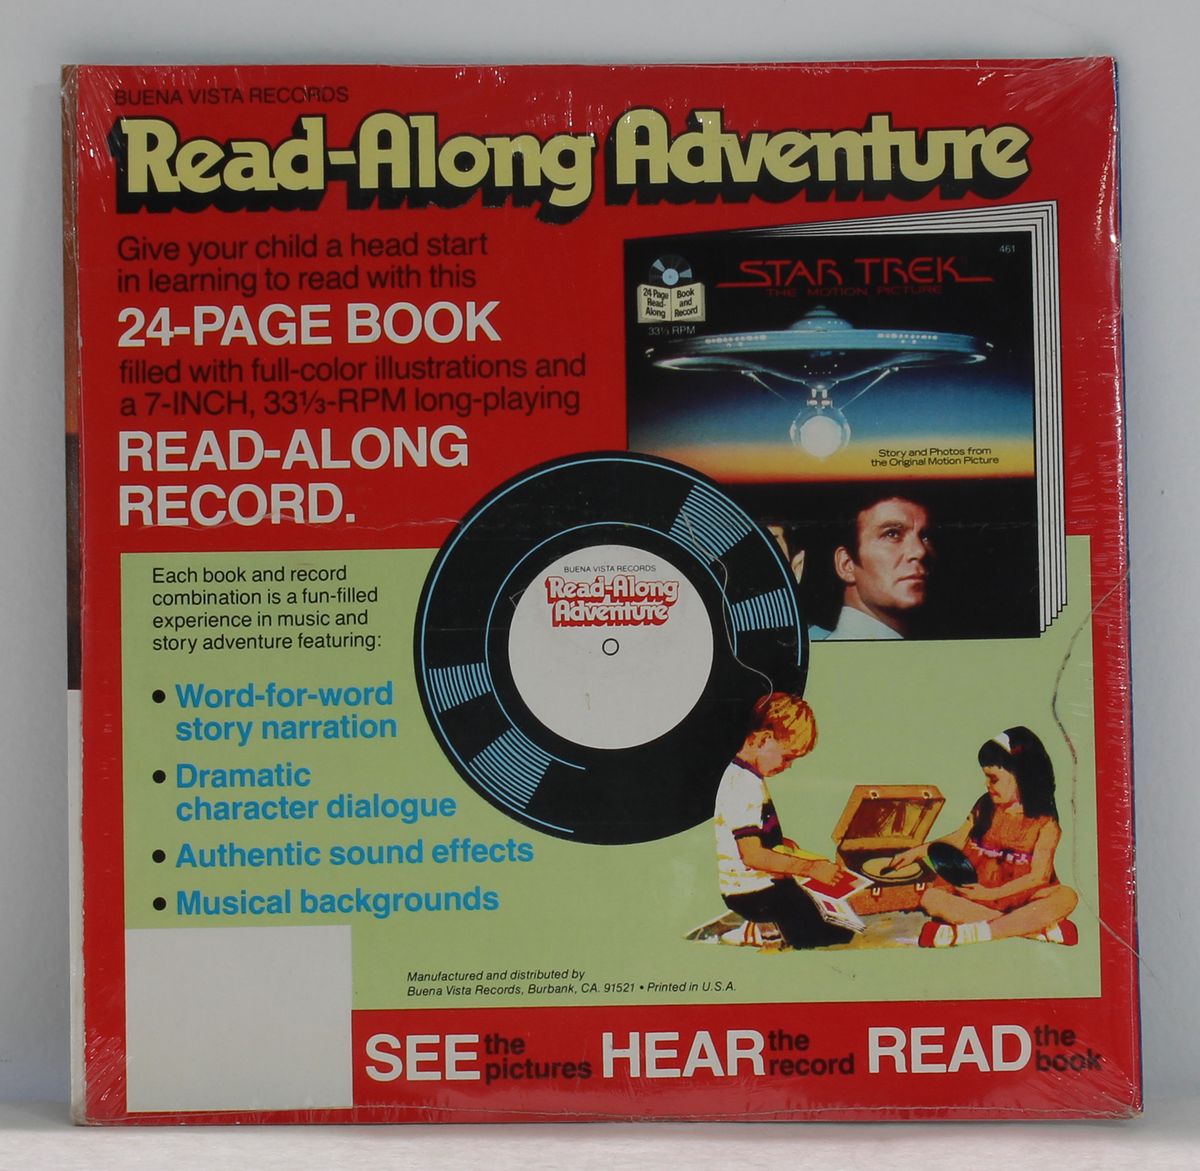 BUENA VISTA RECORDS
Read-Along Adventure
Give your child a head start
in learning to read with this
24-PAGE BOOK
filled with full-color illustrations and
a 7-INCH, 33⅓-RPM long-playing
READ-ALONG
RECORD.
461
24-Page
Read-
Along
Book
and
Record
33⅓ RPM
STAR TREK
THE MOTION PICTURE
Story and Photos from
the Original Motion Picture
BUENA VISTA RECORDS
Read-Along
Adventure
Each book and record
combination is a fun-filled
experience in music and
story adventure featuring:
• Word-for-word
story narration
• Dramatic
character dialogue
• Authentic sound effects
• Musical backgrounds
Manufactured and distributed by
Buena Vista Records, Burbank, CA. 91521 • Printed in U.S.A.
SEE the pictures HEAR the record READ the book